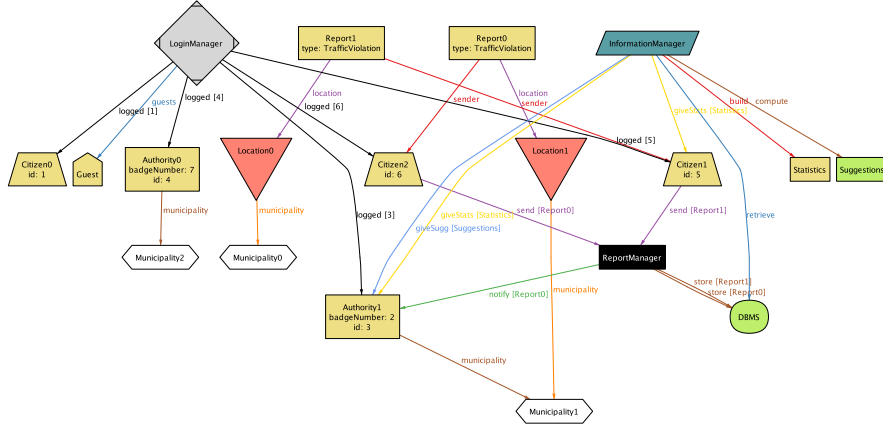 LoginManager
Report1
type: TrafficViolation
Report0
type: TrafficViolation
InformationManager
location
location
sender
sender
guests
logged [4]
logged [1]
logged [6]
build
compute
giveStats [Statistics]
logged [5]
Location0
Location1
Citizen0
id: 1
Guest
Authority0
badgeNumber: 7
id: 4
Citizen2
id: 6
Citizen1
id: 5
Statistics
Suggestions
municipality
municipality
logged [3]
giveStats [Statistics]
giveSugg [Suggestions]
send [Report0]
send [Report1]
retrieve
Municipality2
Municipality0
ReportManager
store [Report1]
store [Report0]
notify [Report0]
municipality
Authority1
badgeNumber: 2
id: 3
DBMS
municipality
Municipality1